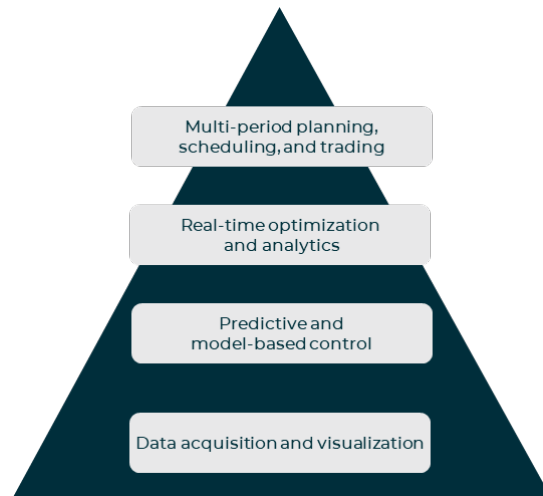 Multi-period planning,
scheduling, and trading
Real-time optimization
and analytics
Predictive and
model-based control
Data acquisition and visualization